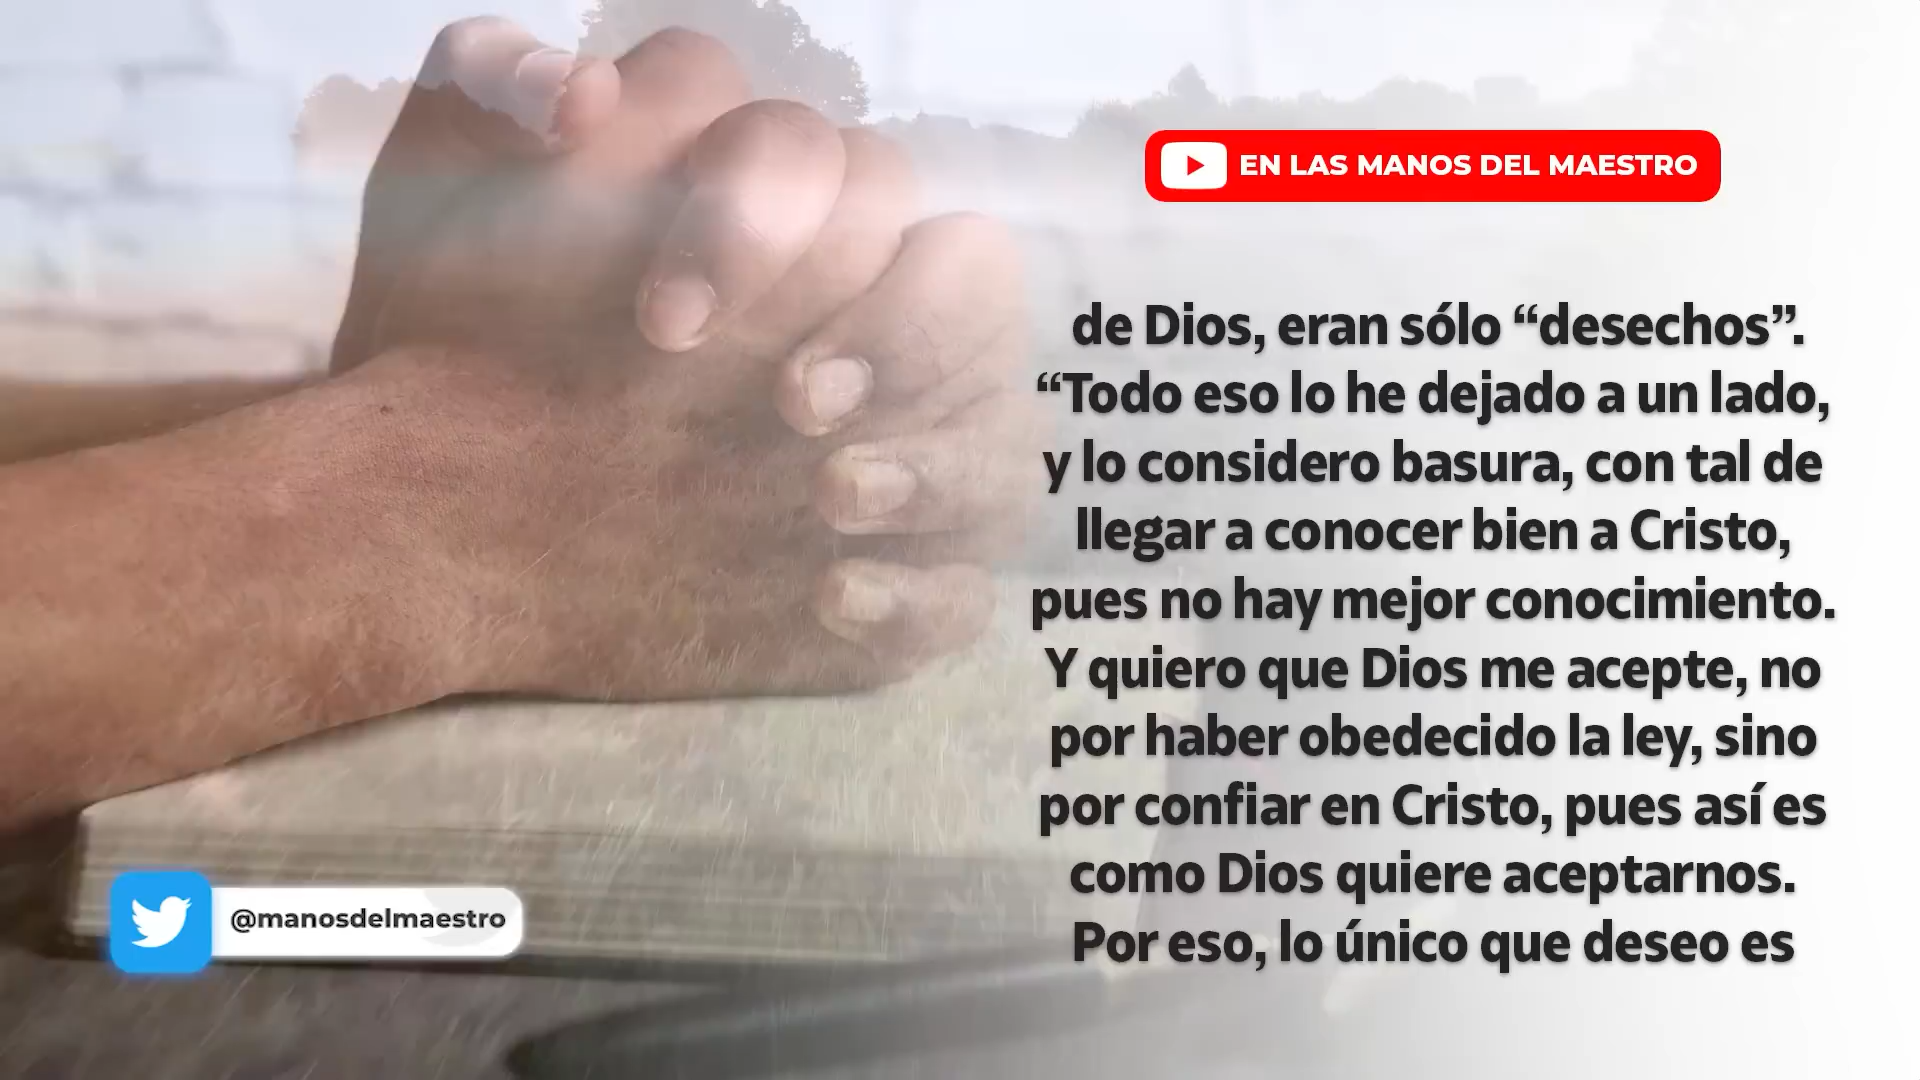 EN LAS MANOS DEL MAESTRO
de Dios, eran sólo “desechos”.
“Todo eso lo he dejado a un lado,
y lo considero basura, con tal de
llegar a conocer bien a Cristo,
pues no hay mejor conocimiento.
Y quiero que Dios me acepte, no
por haber obedecido la ley, sino
por confiar en Cristo, pues así es
como Dios quiere aceptarnos.
Por eso, lo único que deseo es
@manosdelmaestro